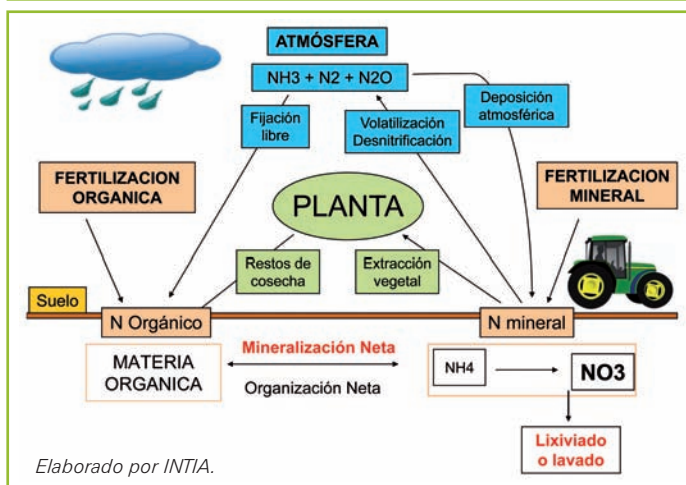 ATMÓSFERA
NH3 + N2 + N2O
Fijación
libre
Volatilización
Desnitrificación
Deposición
atmosférica
FERTILIZACION
ORGANICA
FERTILIZACION
MINERAL
PLANTA
Restos de
cosecha
Extracción
vegetal
Suelo
N Orgánico
N mineral
MATERIA
ORGANICA
Mineralización Neta
Organización Neta
NH4
NO3
Lixiviado
o lavado
Elaborado por INTIA.